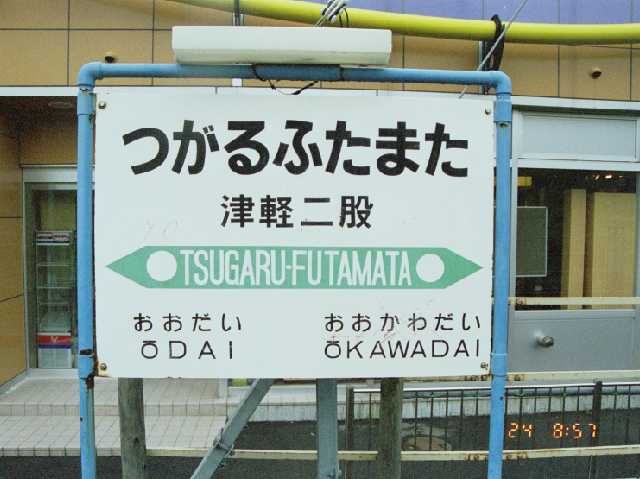 つがるふたまた
津軽二股
TSUGARU-FUTAMATA
おおだい おおかわだい
ŌDAI ŌKAWADAI
24 8:57